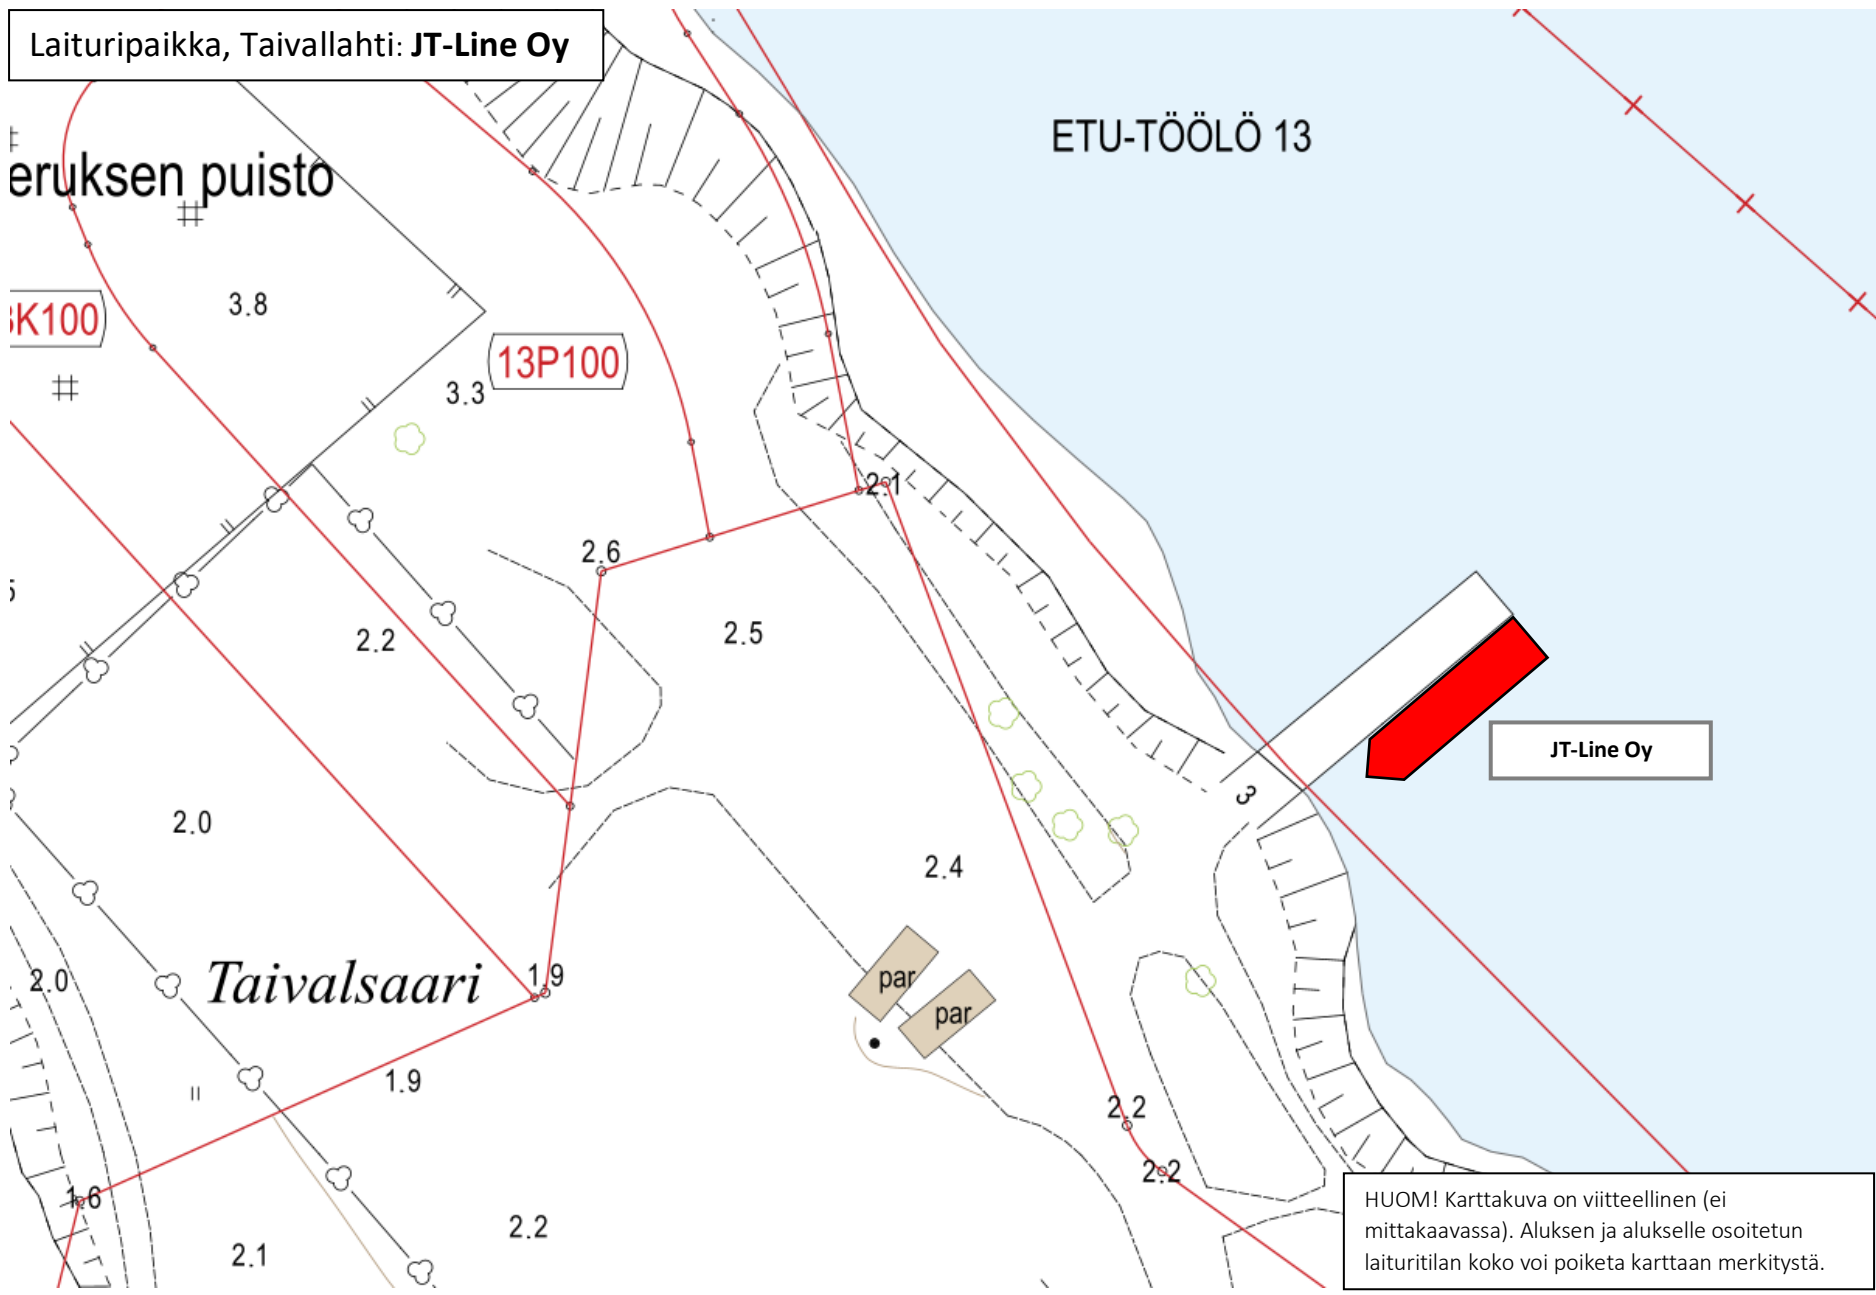 Laituripaikka, Taivallahti: JT-Line Oy
ETU-TÖÖLÖ 13
eruksen puisto
3.8
K100
13P100
3.3
2.1
2.6
5
2.2
2.5
JT-Line Oy
3
2.0
2.4
Taivalsaari
1.9
2.0
par
par
1.9
2.2
2.2
1.6
2.2
2.1
HUOM! Karttakuva on viitteellinen (ei
mittakaavassa). Aluksen ja alukselle osoitetun
laituritilan koko voi poiketa karttaan merkitystä.